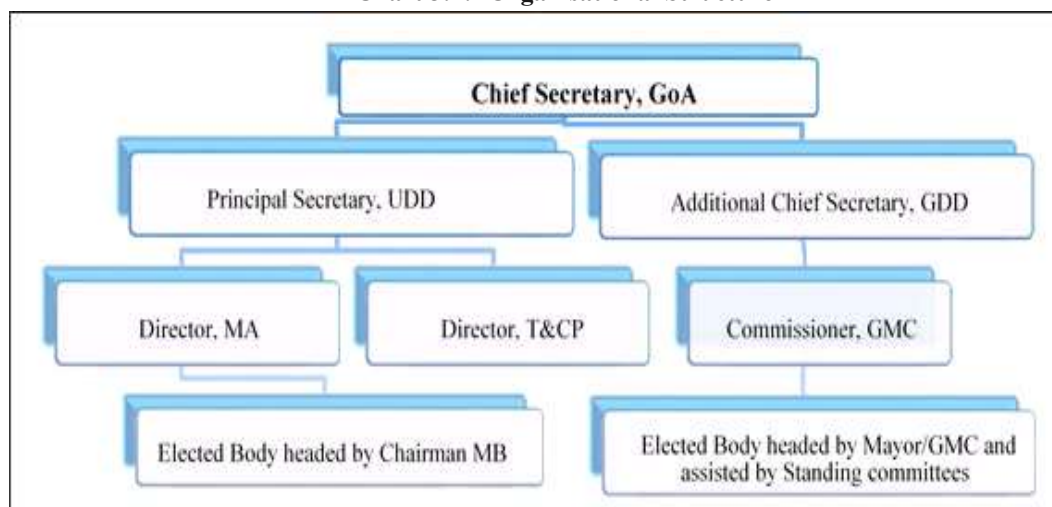 Chief Secretary, GoA
Principal Secretary, UDD
Additional Chief Secretary, GDD
Director, MA
Director, T&CP
Commissioner, GMC
Elected Body headed by Chairman MB
Elected Body headed by Mayor/GMC and
assisted by Standing committees